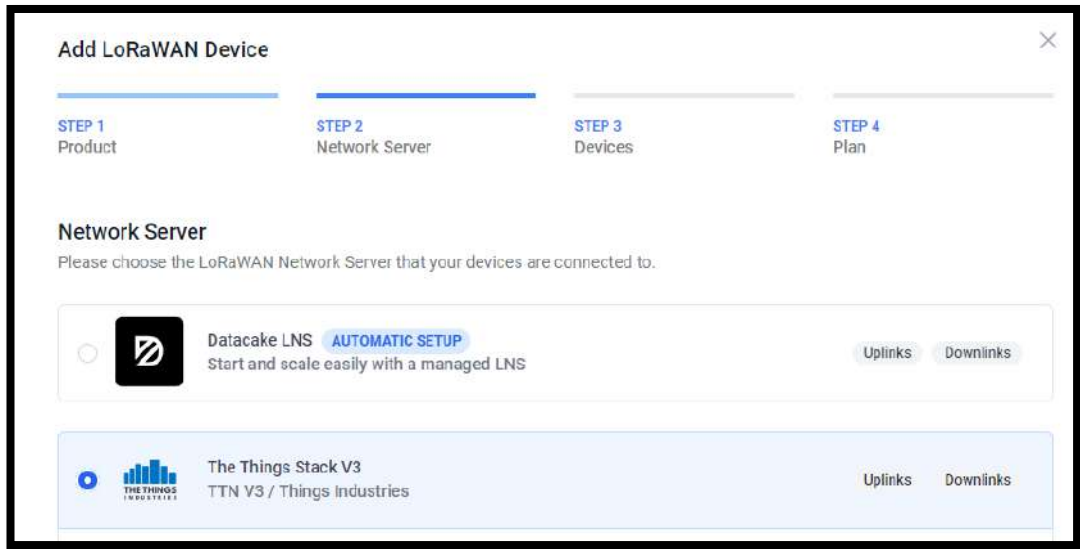 Add LoRaWAN Device
STEP 1
Product
STEP 2
Network Server
STEP 3
Devices
STEP 4
Plan
Network Server
Please choose the LoRaWAN Network Server that your devices are connected to.
Datacake LNS AUTOMATIC SETUP
Start and scale easily with a managed LNS
Uplinks Downlinks
THE THINGS
INDUSTRIES
The Things Stack V3
TTN V3 / Things Industries
Uplinks Downlinks